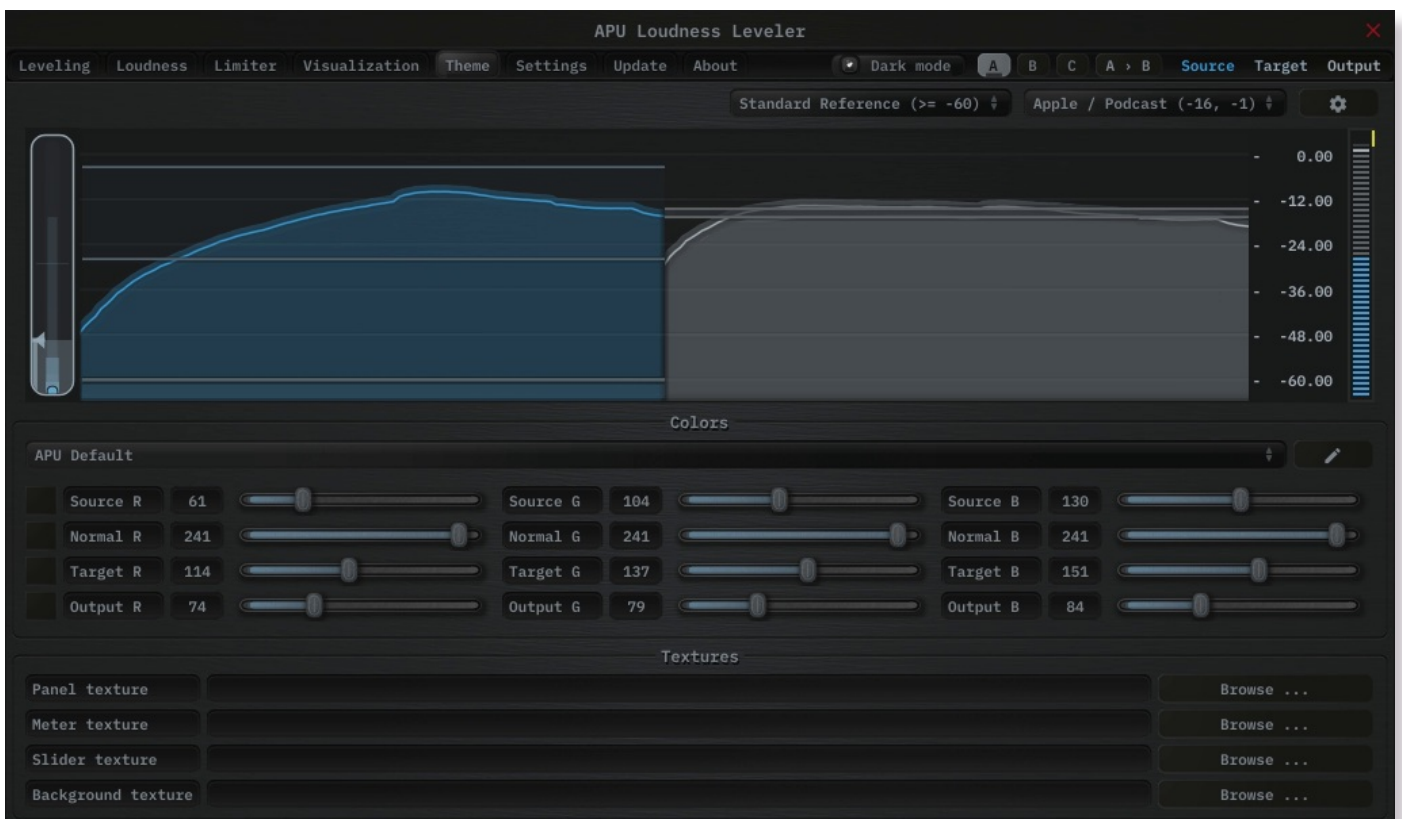 APU Loudness Leveler
Leveling Loudness Limiter Visualization Theme Settings Update About Dark mode A B C A › B Source Target Output
Standard Reference (>= -60) Apple / Podcast (-16, -1)
- 0.00
- -12.00
- -24.00
- -36.00
- -48.00
- -60.00
Colors
APU Default
Source R 61 Source G 104 Source B 130
Normal R 241 Normal G 241 Normal B 241
Target R 114 Target G 137 Target B 151
Output R 74 Output G 79 Output B 84
Textures
Panel texture Browse ...
Meter texture Browse ...
Slider texture Browse ...
Background texture Browse ...